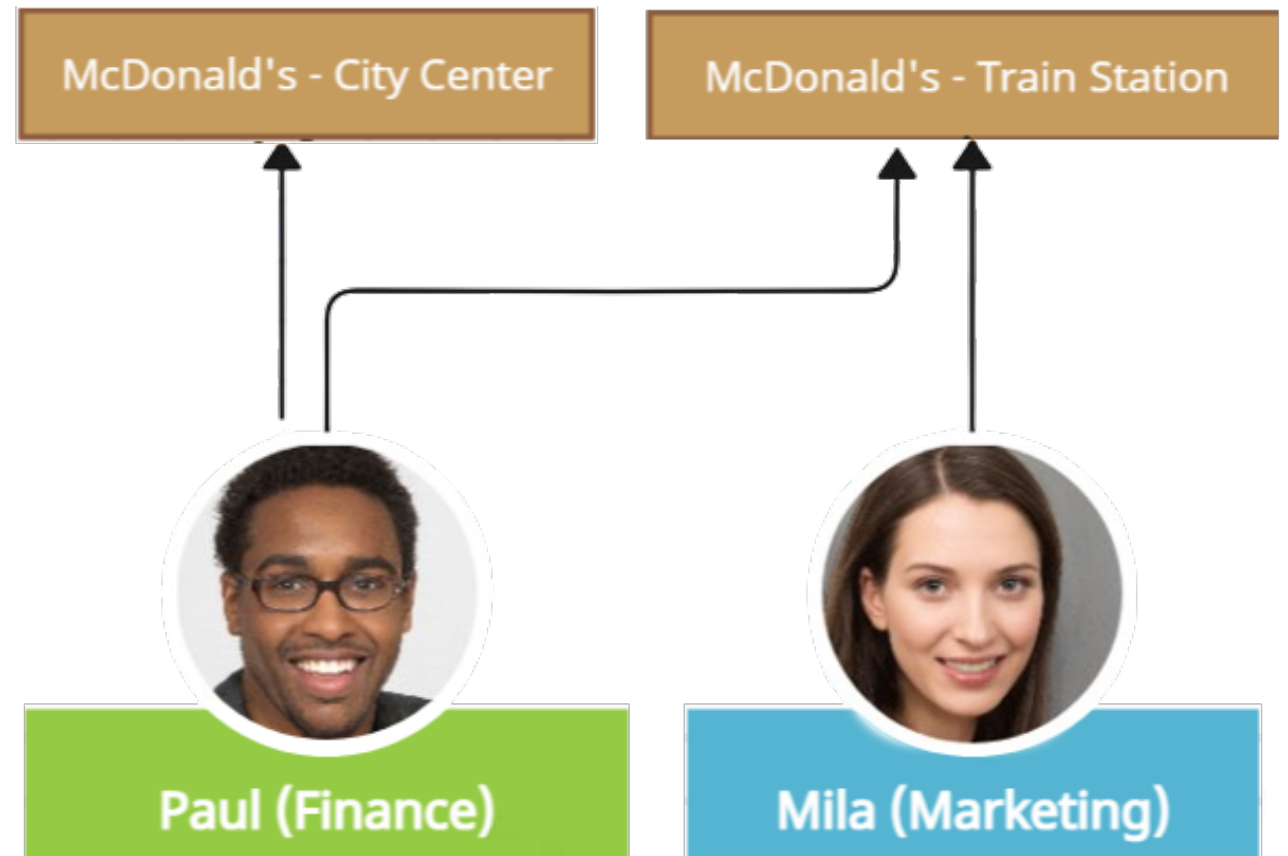 McDonald's - City Center
McDonald's - Train Station
Paul (Finance)
Mila (Marketing)